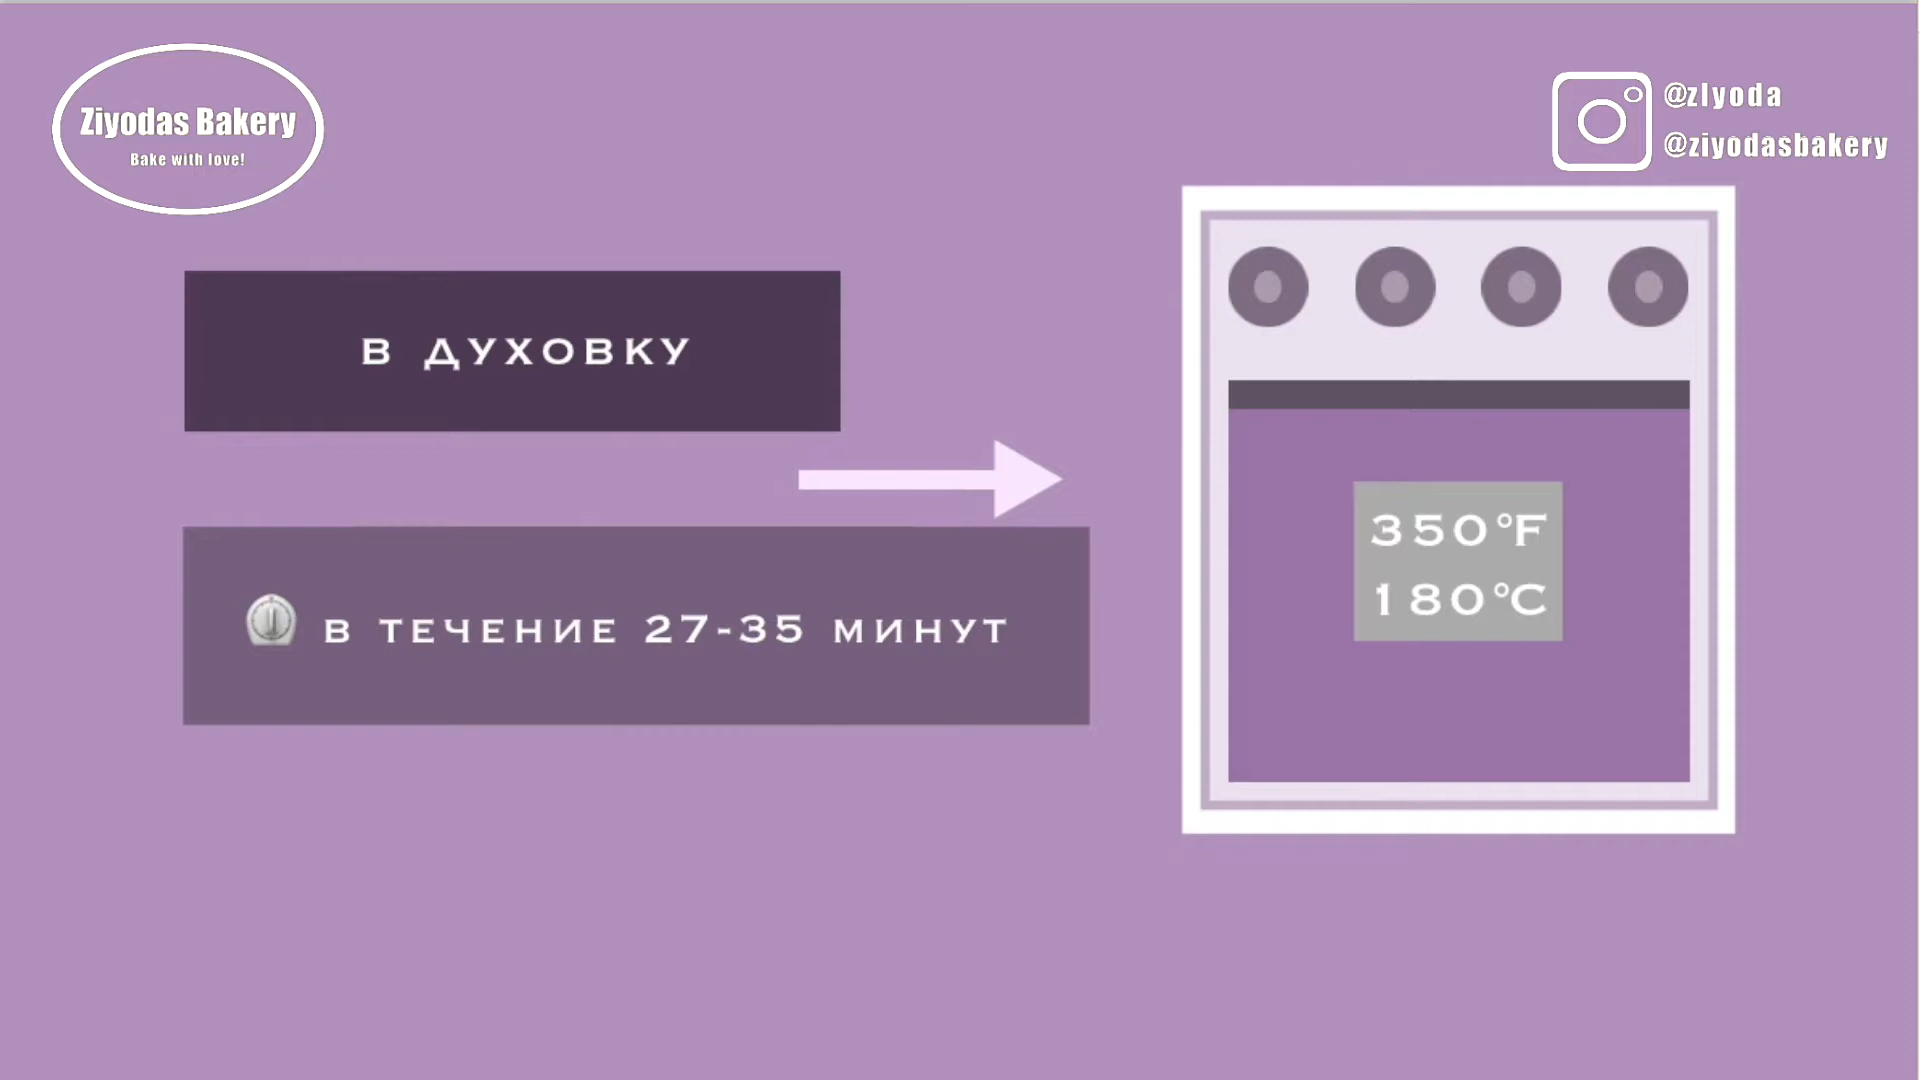 Ziyodas Bakery
Bake with love!
@zIyoda
@ziyodasbakery
В ДУХОВКУ
350°F
180°C
В ТЕЧЕНИЕ 27-35 МИНУТ